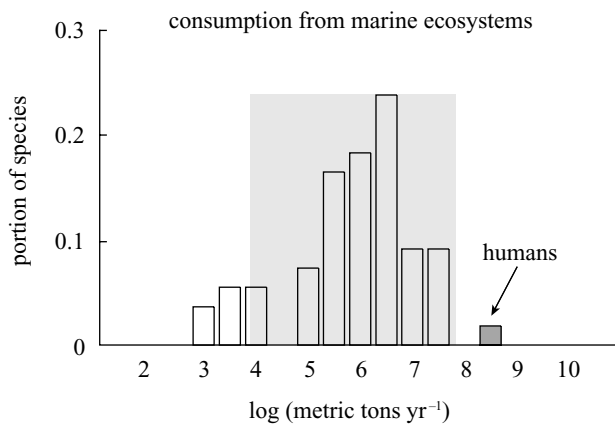 consumption from marine ecosystems
0.3
0.2
0.1
0
portion of species
humans
2 3 4 5 6 7 8 9 10
log (metric tons yr⁻¹)